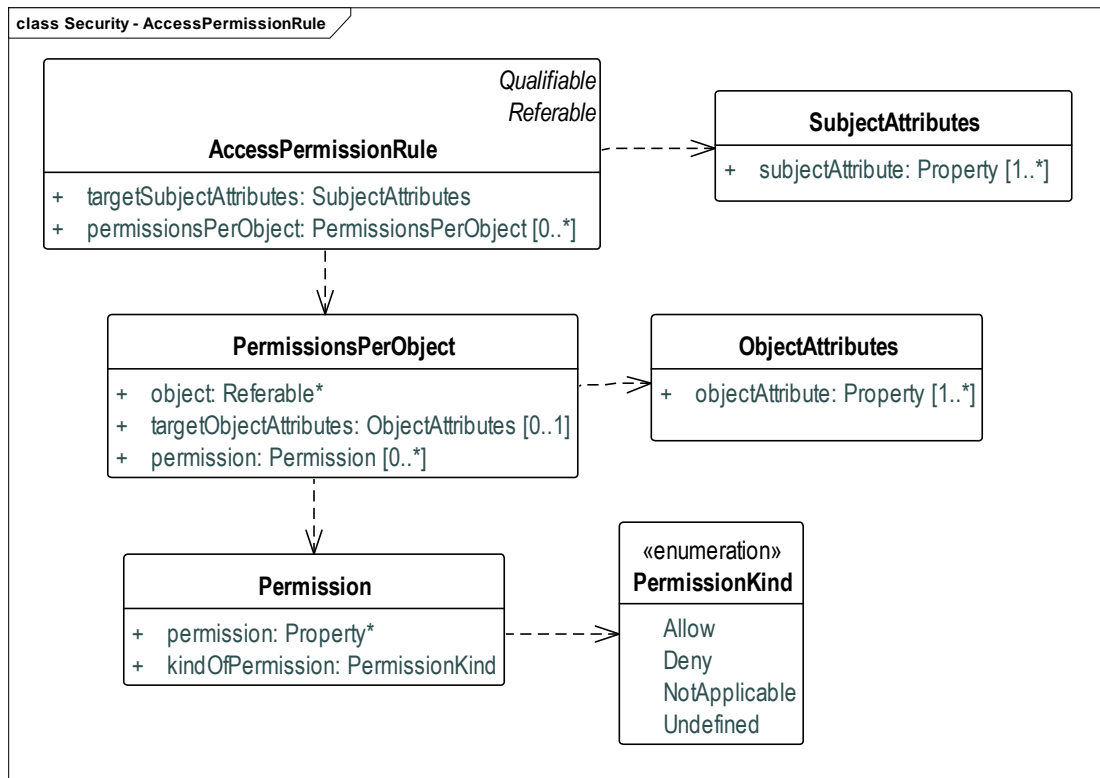 class Security - AccessPermissionRule
Qualifiable
Referable
AccessPermissionRule
+ targetSubjectAttributes: SubjectAttributes
+ permissionsPerObject: PermissionsPerObject [0..*]
SubjectAttributes
+ subjectAttribute: Property [1..*]
PermissionsPerObject
+ object: Referable*
+ targetObjectAttributes: ObjectAttributes [0..1]
+ permission: Permission [0..*]
ObjectAttributes
+ objectAttribute: Property [1..*]
Permission
+ permission: Property*
+ kindOfPermission: PermissionKind
«enumeration»
PermissionKind
Allow
Deny
NotApplicable
Undefined